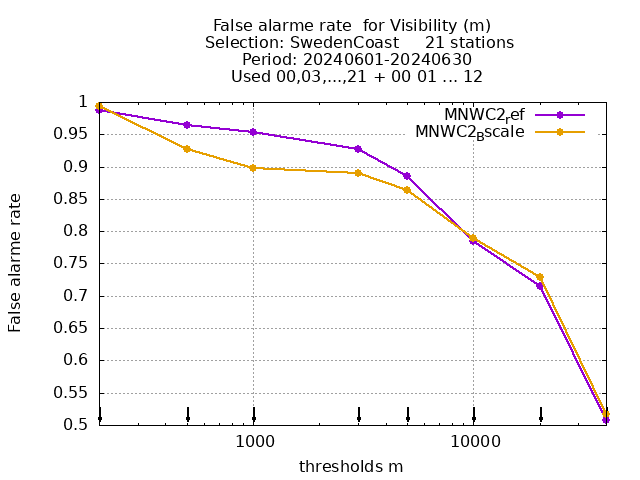 False alarme rate  for Visibility (m)
Selection: SwedenCoast     21 stations
Period: 20240601-20240630
Used 00,03,...,21 + 00 01 ... 12
MNWC2ref
MNWC2Bscale
1
0.95
0.9
0.85
0.8
0.75
0.7
0.65
0.6
0.55
0.5
False alarme rate
1000
10000
thresholds m